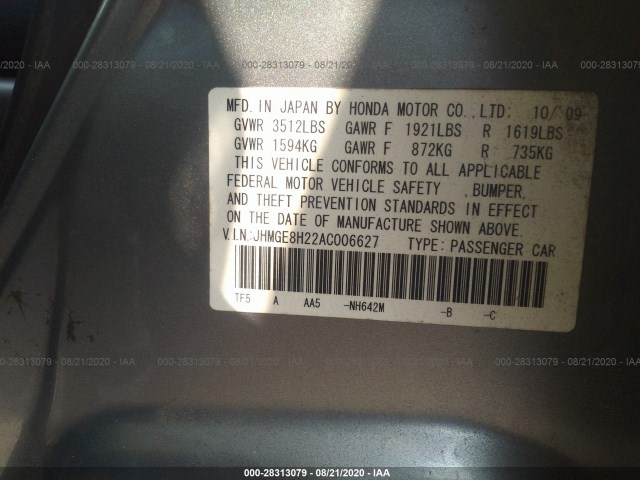 000-28313079 - 08/21/2020 - IAA
MFD. IN JAPAN BY HONDA MOTOR CO., LTD. 10/ 09
GVWR 3512LBS GAWR F 1921LBS R 1619LBS
GVWR 1594KG GAWR F 872KG R 735KG
THIS VEHICLE CONFORMS TO ALL APPLICABLE
FEDERAL MOTOR VEHICLE SAFETY ,BUMPER,
AND THEFT PREVENTION STANDARDS IN EFFECT
ON THE DATE OF MANUFACTURE SHOWN ABOVE.
V.I.N:JHMGE8H22AC006627 TYPE: PASSENGER CAR
TF5 A AA5 -NH642M -B -C
000-28313079 - 08/21/2020 - IAA